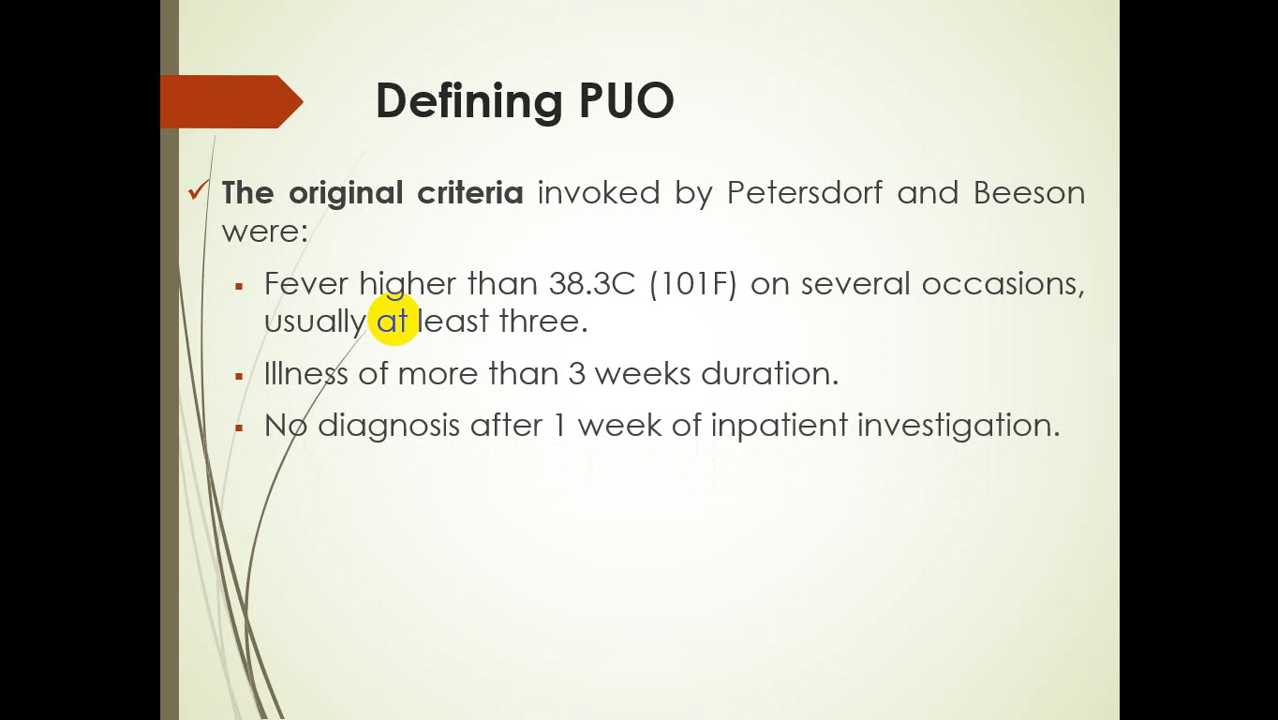 Defining PUO
The original criteria invoked by Petersdorf and Beeson
were:
Fever higher than 38.3C (101F) on several occasions,
usually at least three.
Illness of more than 3 weeks duration.
No diagnosis after 1 week of inpatient investigation.